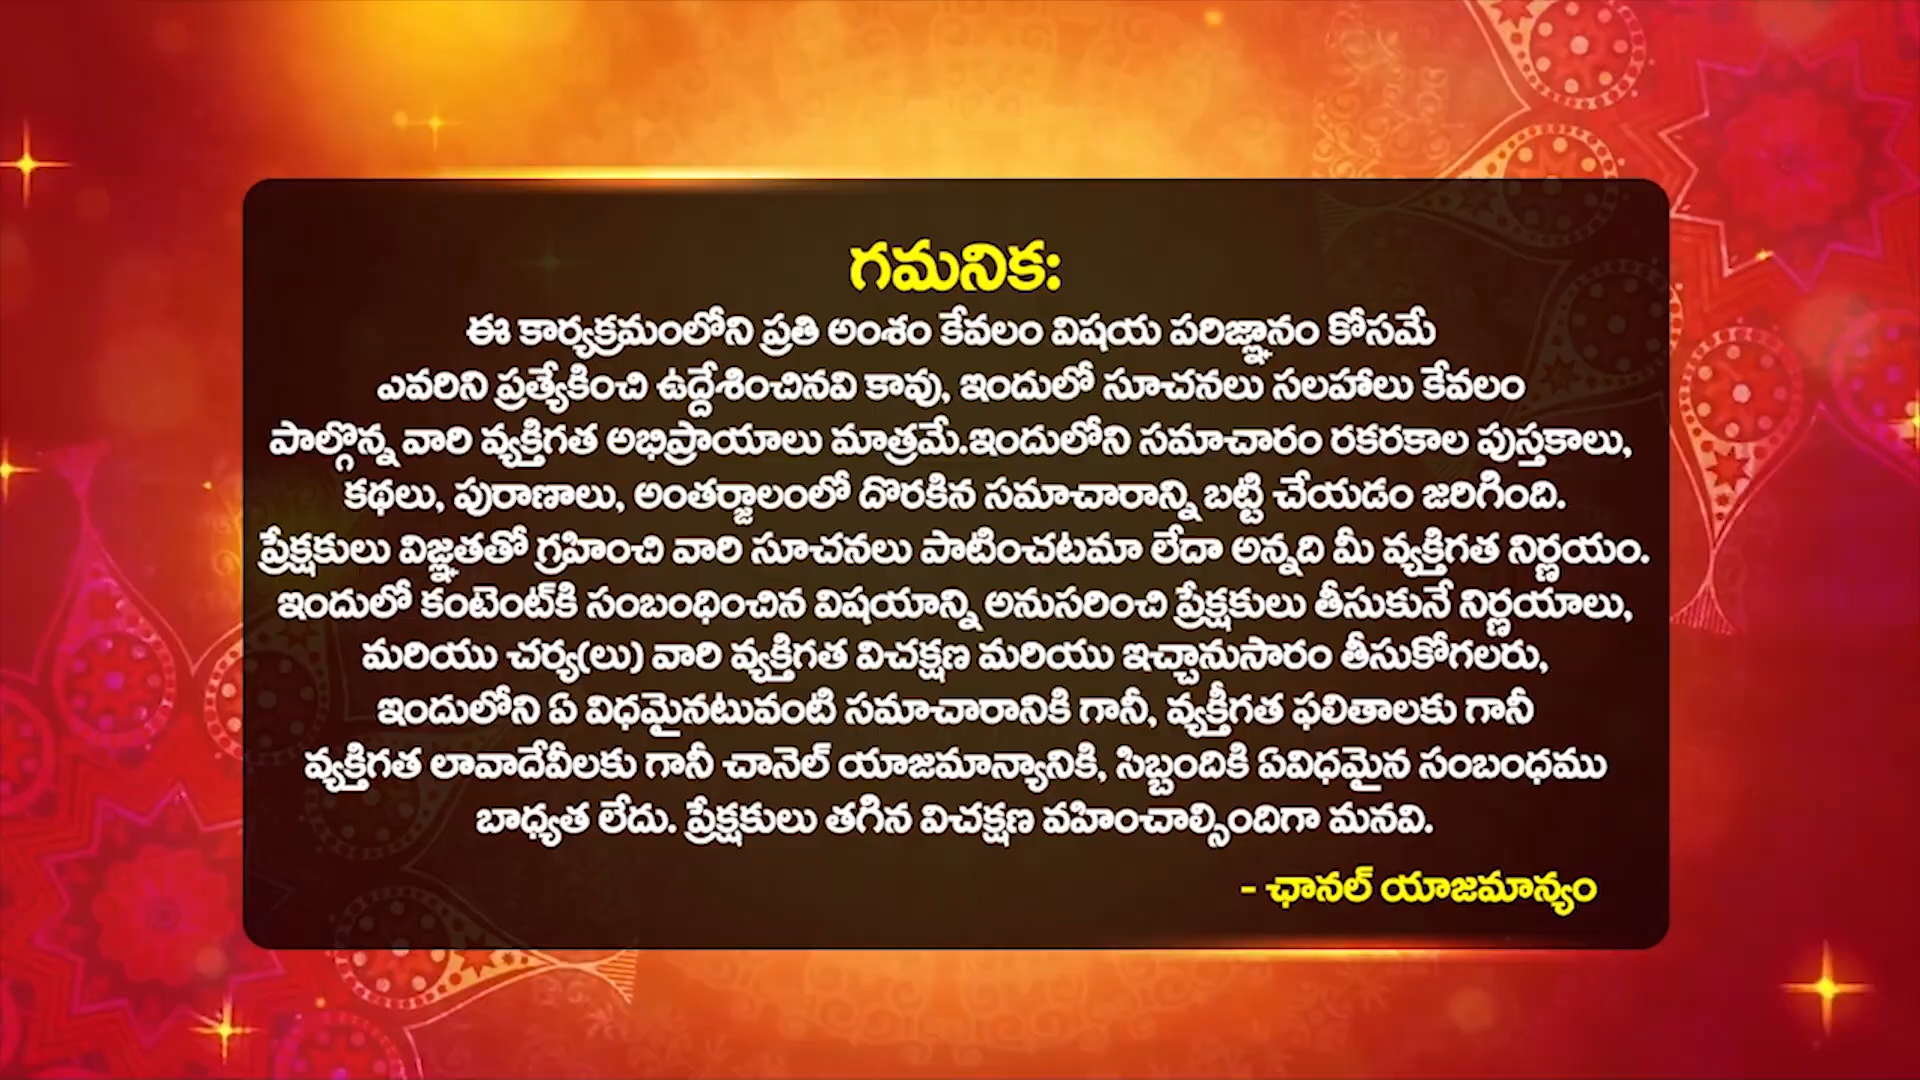 గమనిక:
ఈ కార్యక్రమంలోని ప్రతి అంశం కేవలం విషయ పరిజ్ఞానం కోసమే
ఎవరిని ప్రత్యేకించి ఉద్దేశించినవి కావు, ఇందులో సూచనలు సలహాలు కేవలం
పాల్గొన్న వారి వ్యక్తిగత అభిప్రాయాలు మాత్రమే.ఇందులోని సమాచారం రకరకాల పుస్తకాలు,
కథలు, పురాణాలు, అంతర్జాలంలో దొరకిన సమాచారాన్ని బట్టి చేయడం జరిగింది.
ప్రేక్షకులు విజ్ఞతతో గ్రహించి వారి సూచనలు పాటించటమా లేదా అన్నది మీ వ్యక్తిగత నిర్ణయం.
ఇందులో కంటెంట్‌కి సంబంధించిన విషయాన్ని అనుసరించి ప్రేక్షకులు తీసుకునే నిర్ణయాలు,
మరియు చర్య(లు) వారి వ్యక్తిగత విచక్షణ మరియు ఇచ్ఛానుసారం తీసుకోగలరు,
ఇందులోని ఏ విధమైనటువంటి సమాచారానికి గానీ, వ్యక్తీగత ఫలితాలకు గానీ
వ్యక్తిగత లావాదేవీలకు గానీ చానెల్ యాజమాన్యానికి, సిబ్బందికి ఏవిధమైన సంబంధము
బాధ్యత లేదు. ప్రేక్షకులు తగిన విచక్షణ వహించాల్సిందిగా మనవి.
- ఛానల్ యాజమాన్యం